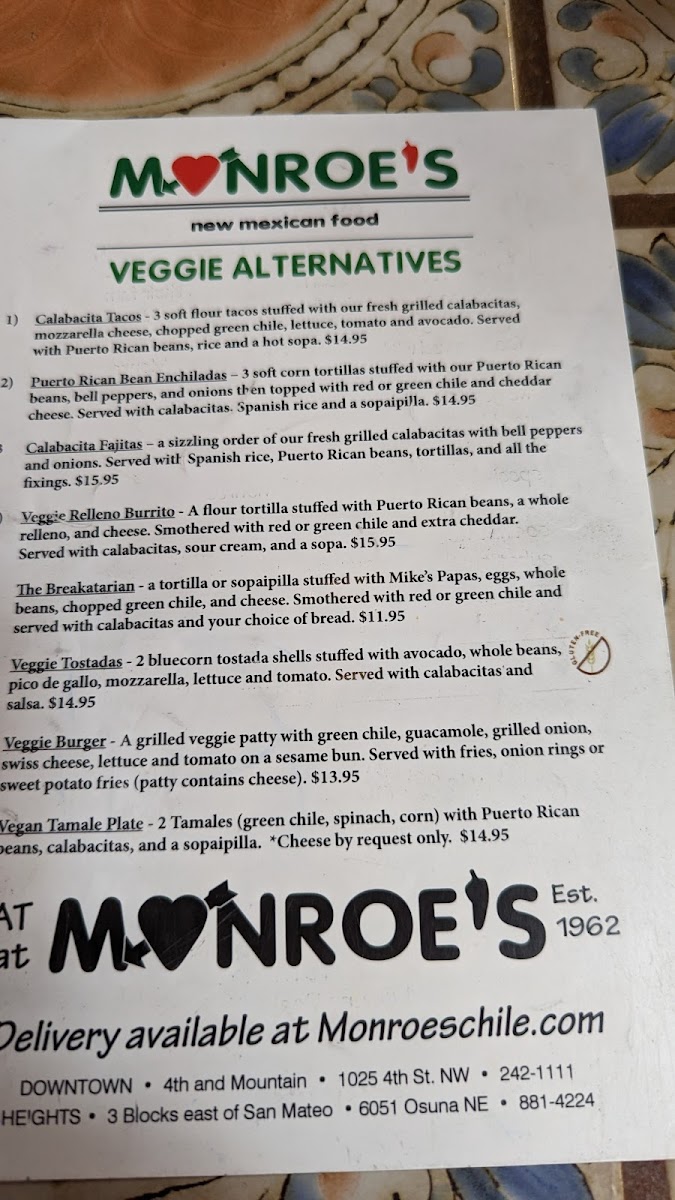 MONROE'S
new mexican food
VEGGIE ALTERNATIVES
1) Calabacita Tacos - 3 soft flour tacos stuffed with our fresh grilled calabacitas,
mozzarella cheese, chopped green chile, lettuce, tomato and avocado. Served
with Puerto Rican beans, rice and a hot sopa. $14.95
2) Puerto Rican Bean Enchiladas – 3 soft corn tortillas stuffed with our Puerto Rican
beans, bell peppers, and onions then topped with red or green chile and cheddar
cheese. Served with calabacitas. Spanish rice and a sopaipilla. $14.95
Calabacita Fajitas – a sizzling order of our fresh grilled calabacitas with bell peppers
and onions. Served with Spanish rice, Puerto Rican beans, tortillas, and all the
fixings. $15.95
) Veggie Relleno Burrito - A flour tortilla stuffed with Puerto Rican beans, a whole
relleno, and cheese. Smothered with red or green chile and extra cheddar.
Served with calabacitas, sour cream, and a sopa. $15.95
The Breakatarian - a tortilla or sopaipilla stuffed with Mike's Papas, eggs, whole
beans, chopped green chile, and cheese. Smothered with red or green chile and
served with calabacitas and your choice of bread. $11.95
Veggie Tostadas - 2 bluecorn tostada shells stuffed with avocado, whole beans,
pico de gallo, mozzarella, lettuce and tomato. Served with calabacitas and
salsa. $14.95
GLUTEN-FREE
Veggie Burger - A grilled veggie patty with green chile, guacamole, grilled onion,
swiss cheese, lettuce and tomato on a sesame bun. Served with fries, onion rings or
sweet potato fries (patty contains cheese). $13.95
Vegan Tamale Plate - 2 Tamales (green chile, spinach, corn) with Puerto Rican
beans, calabacitas, and a sopaipilla. *Cheese by request only. $14.95
AT
at
MONROE'S
Est.
1962
Delivery available at Monroeschile.com
DOWNTOWN • 4th and Mountain • 1025 4th St. NW • 242-1111
HEIGHTS • 3 Blocks east of San Mateo • 6051 Osuna NE • 881-4224